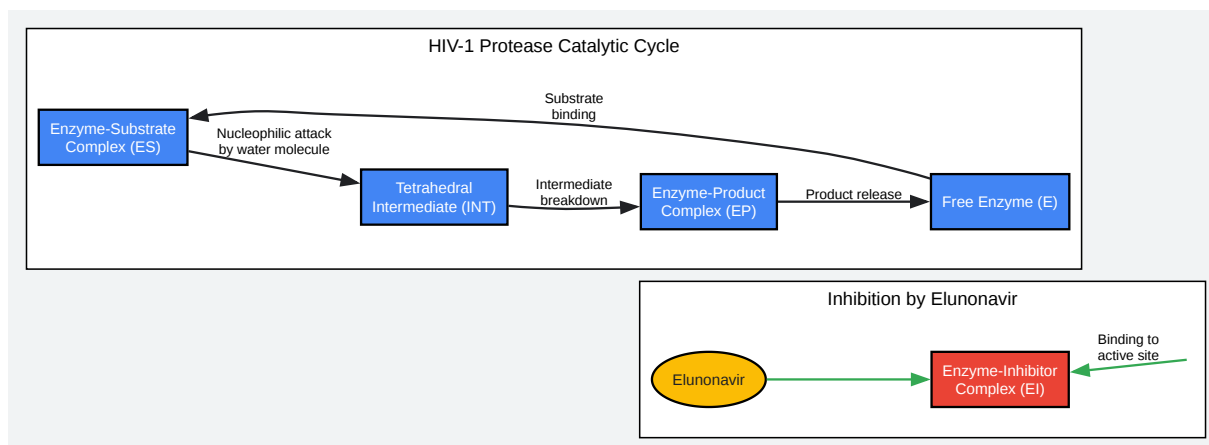 HIV-1 Protease Catalytic Cycle
Substrate
binding
Enzyme-Substrate
Complex (ES)
Nucleophilic attack
by water molecule
Tetrahedral
Intermediate (INT)
Intermediate
breakdown
Enzyme-Product
Complex (EP)
Product release
Free Enzyme (E)
Inhibition by Elunonavir
Elunonavir
Enzyme-Inhibitor
Complex (EI)
Binding to
active site